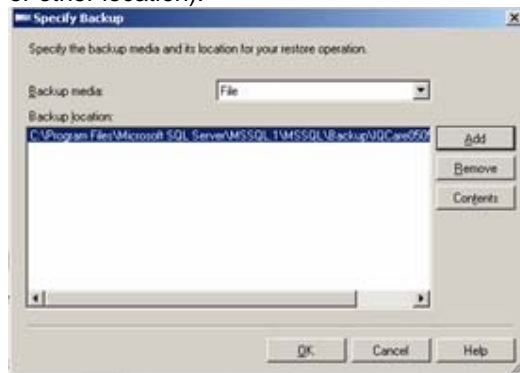 or other location).
Specify Backup
Specify the backup media and its location for your restore operation.
Backup media:
File
Backup location:
C:\Program Files\Microsoft SQL Server\MSSQL.1\MSSQL\Backup\IQCare050
Add
Remove
Contents
OK
Cancel
Help